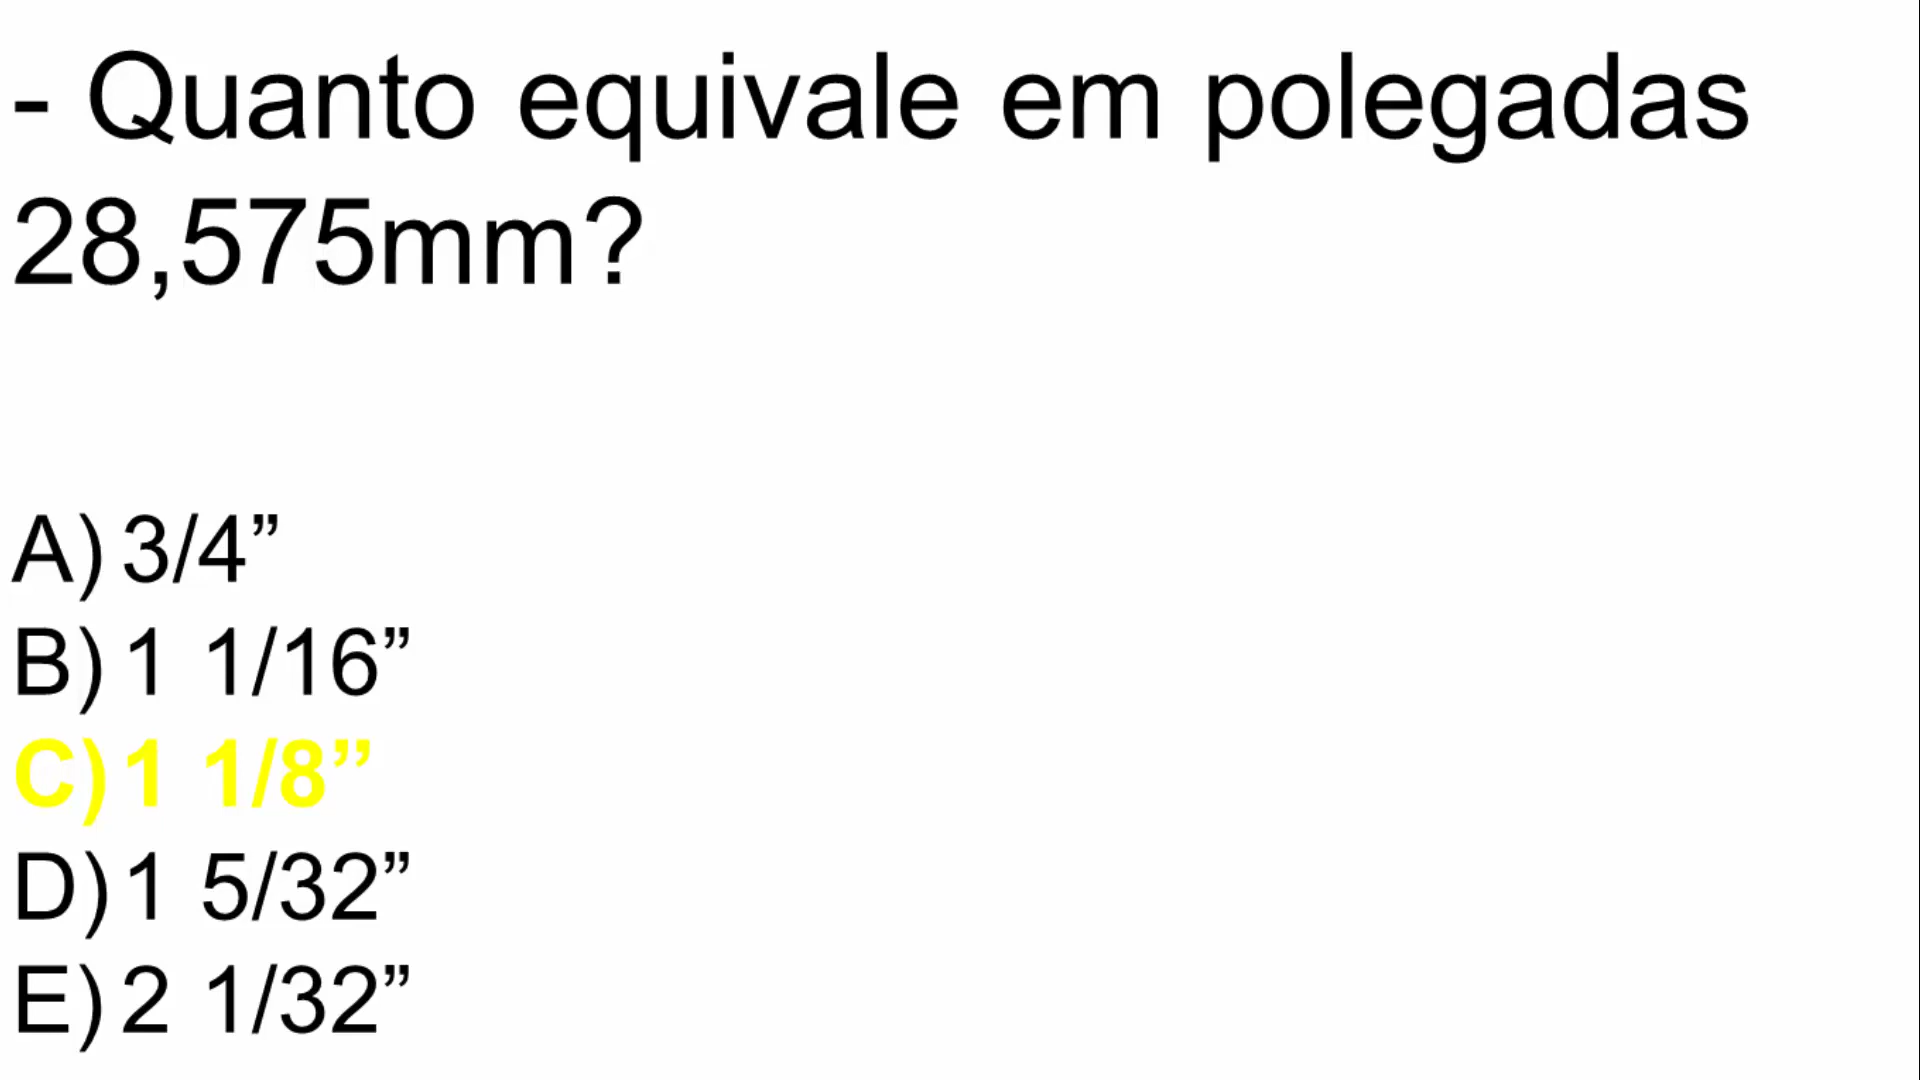 - Quanto equivale em polegadas
28,575mm?
A) 3/4”
B) 1 1/16”
C) 1 1/8”
D) 1 5/32”
E) 2 1/32”